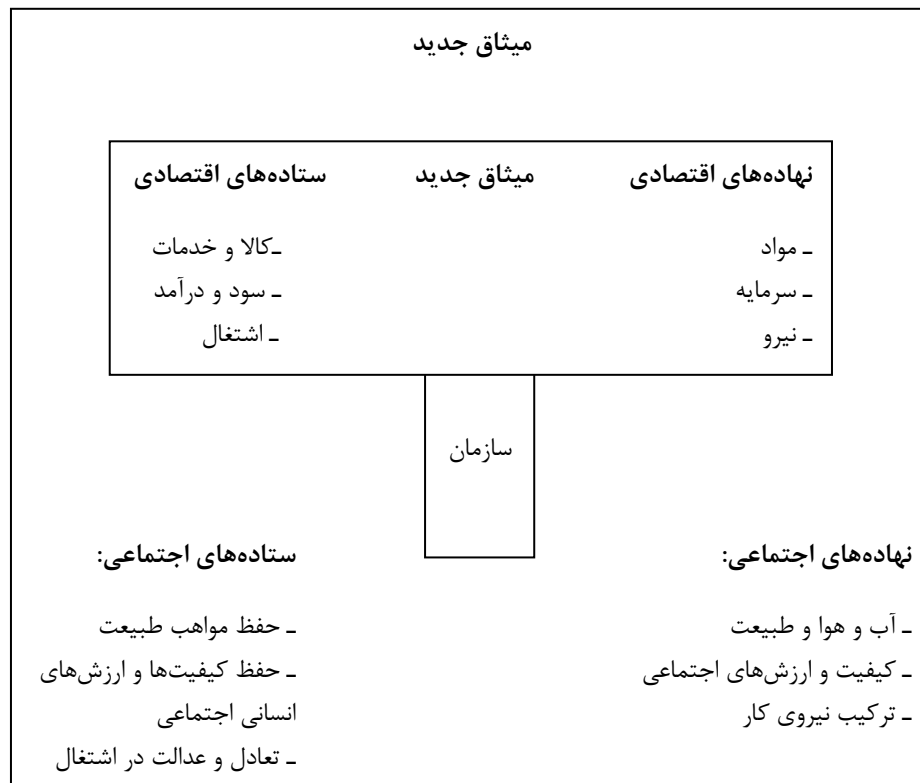 میثاق جدید
نهاده‌های اقتصادی
میثاق جدید
ستاده‌های اقتصادی
ـ مواد
ـ سرمایه
ـ نیرو
ـکالا و خدمات
ـ سود و درآمد
ـ اشتغال
سازمان
نهاده‌های اجتماعی:
ـ آب و هوا و طبیعت
ـ کیفیت و ارزش‌های اجتماعی
ـ ترکیب نیروی کار
ستاده‌های اجتماعی:
ـ حفظ مواهب طبیعت
ـ حفظ کیفیت‌ها و ارزش‌های
انسانی اجتماعی
ـ تعادل و عدالت در اشتغال